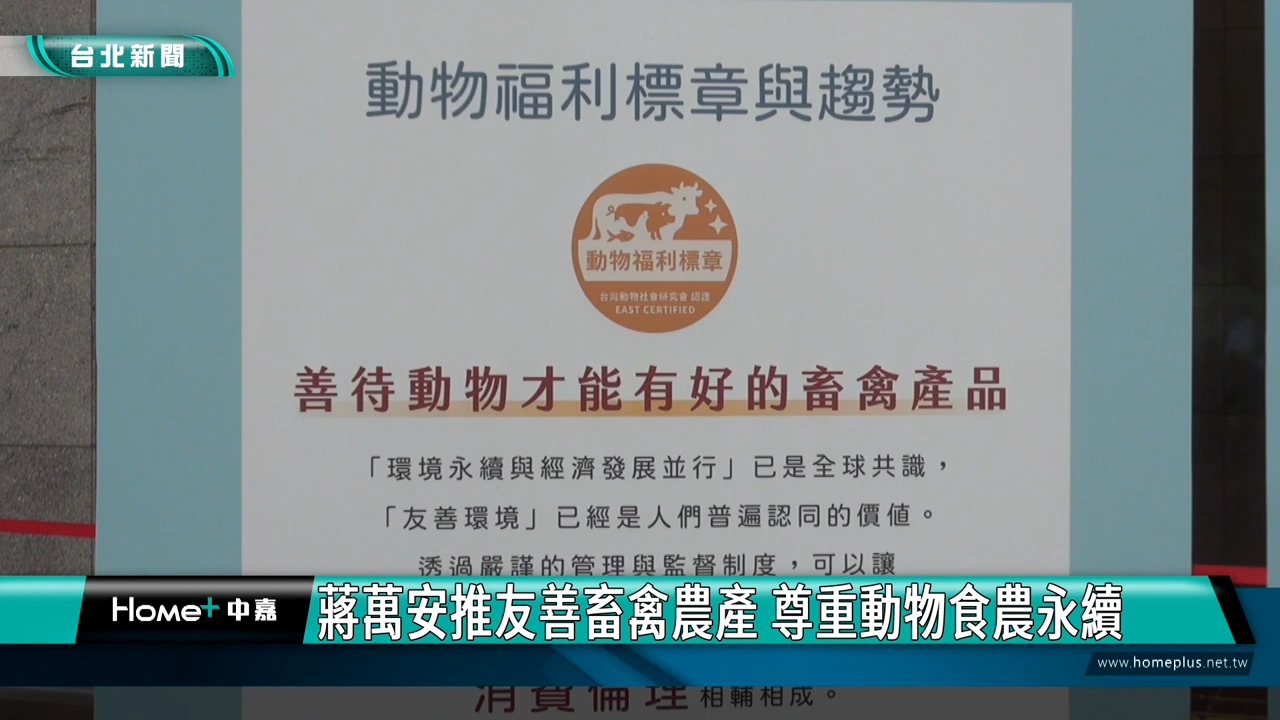 台北新聞
動物福利標章與趨勢
動物福利標章
台灣動物社會研究會 認證
EAST CERTIFIED
善待動物才能有好的畜禽產品
「環境永續與經濟發展並行」已是全球共識，
「友善環境」已經是人們普遍認同的價值。
透過嚴謹的管理與監督制度，可以讓
Home+中嘉
蔣萬安推友善畜禽農產 尊重動物食農永續
www.homeplus.net.tw
消費倫理相輔相成。